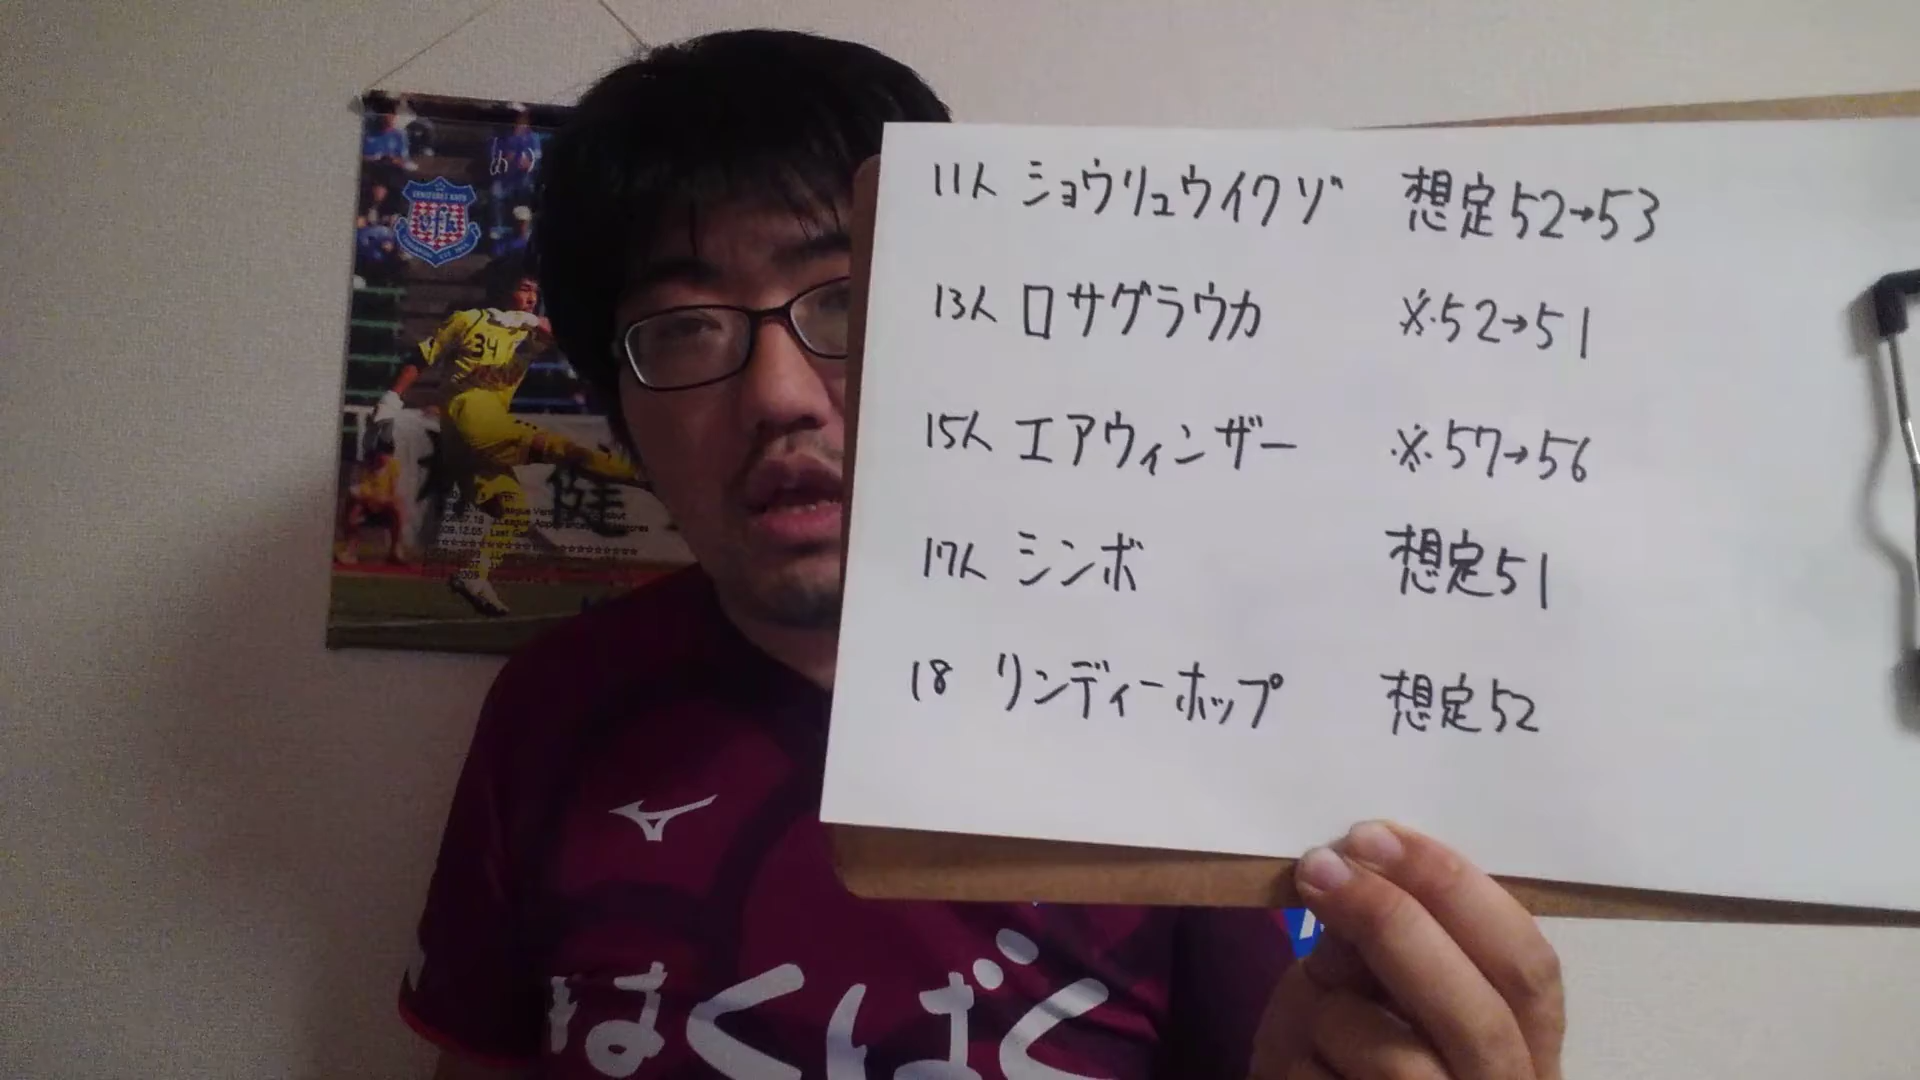 11人 ショウリュウイクゾ 想定52→53
13人 ロサグラウカ ※52→51
15人 エアウィンザー ※57→56
17人 シンボ 想定51
18 リンディーホップ 想定52
34
はくばく